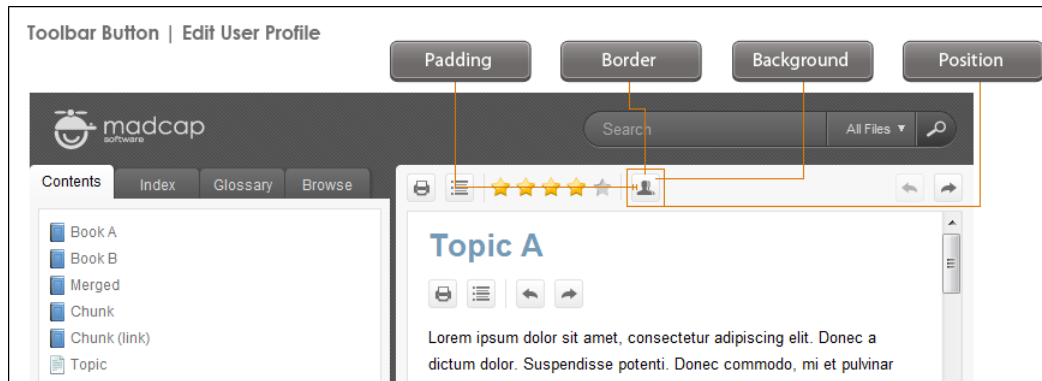 Toolbar Button | Edit User Profile
Padding
Border
Background
Position
madcap
software
Search
All Files
Contents
Index
Glossary
Browse
Book A
Book B
Merged
Chunk
Chunk (link)
Topic
Topic A
Lorem ipsum dolor sit amet, consectetur adipiscing elit. Donec a
dictum dolor. Suspendisse potenti. Donec commodo, mi et pulvinar